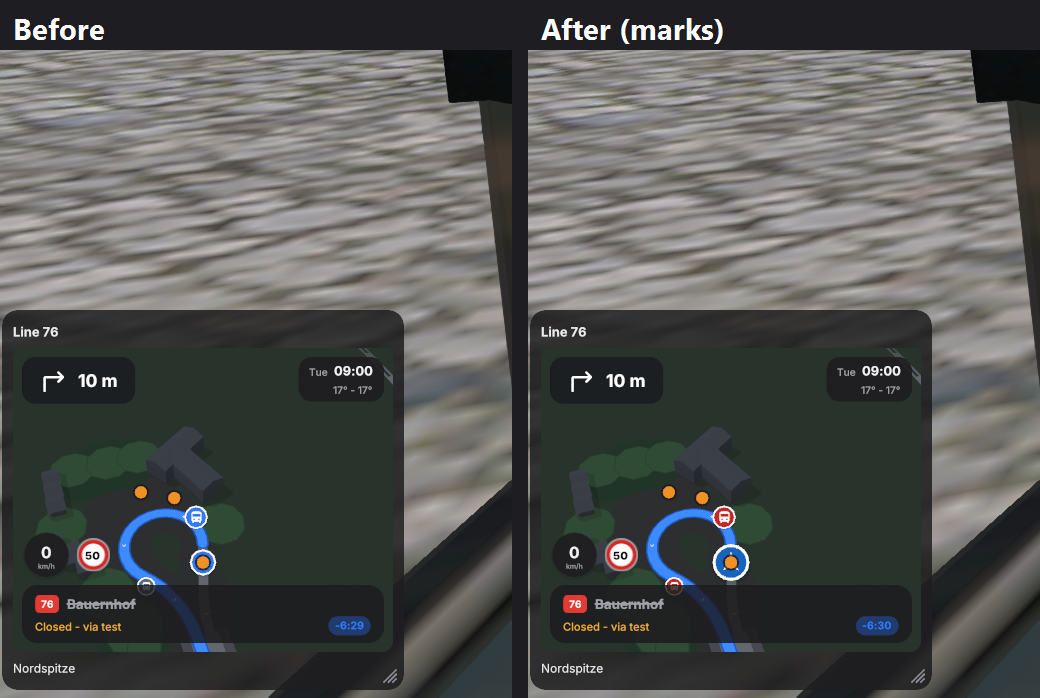 Before
After (marks)
Line 76
10 m
Tue 09:00
17° - 17°
0
km/h
50
76 Bauernhof
Closed - via test
-6:29
Nordspitze
Line 76
10 m
Tue 09:00
17° - 17°
0
km/h
50
76 Bauernhof
Closed - via test
-6:30
Nordspitze